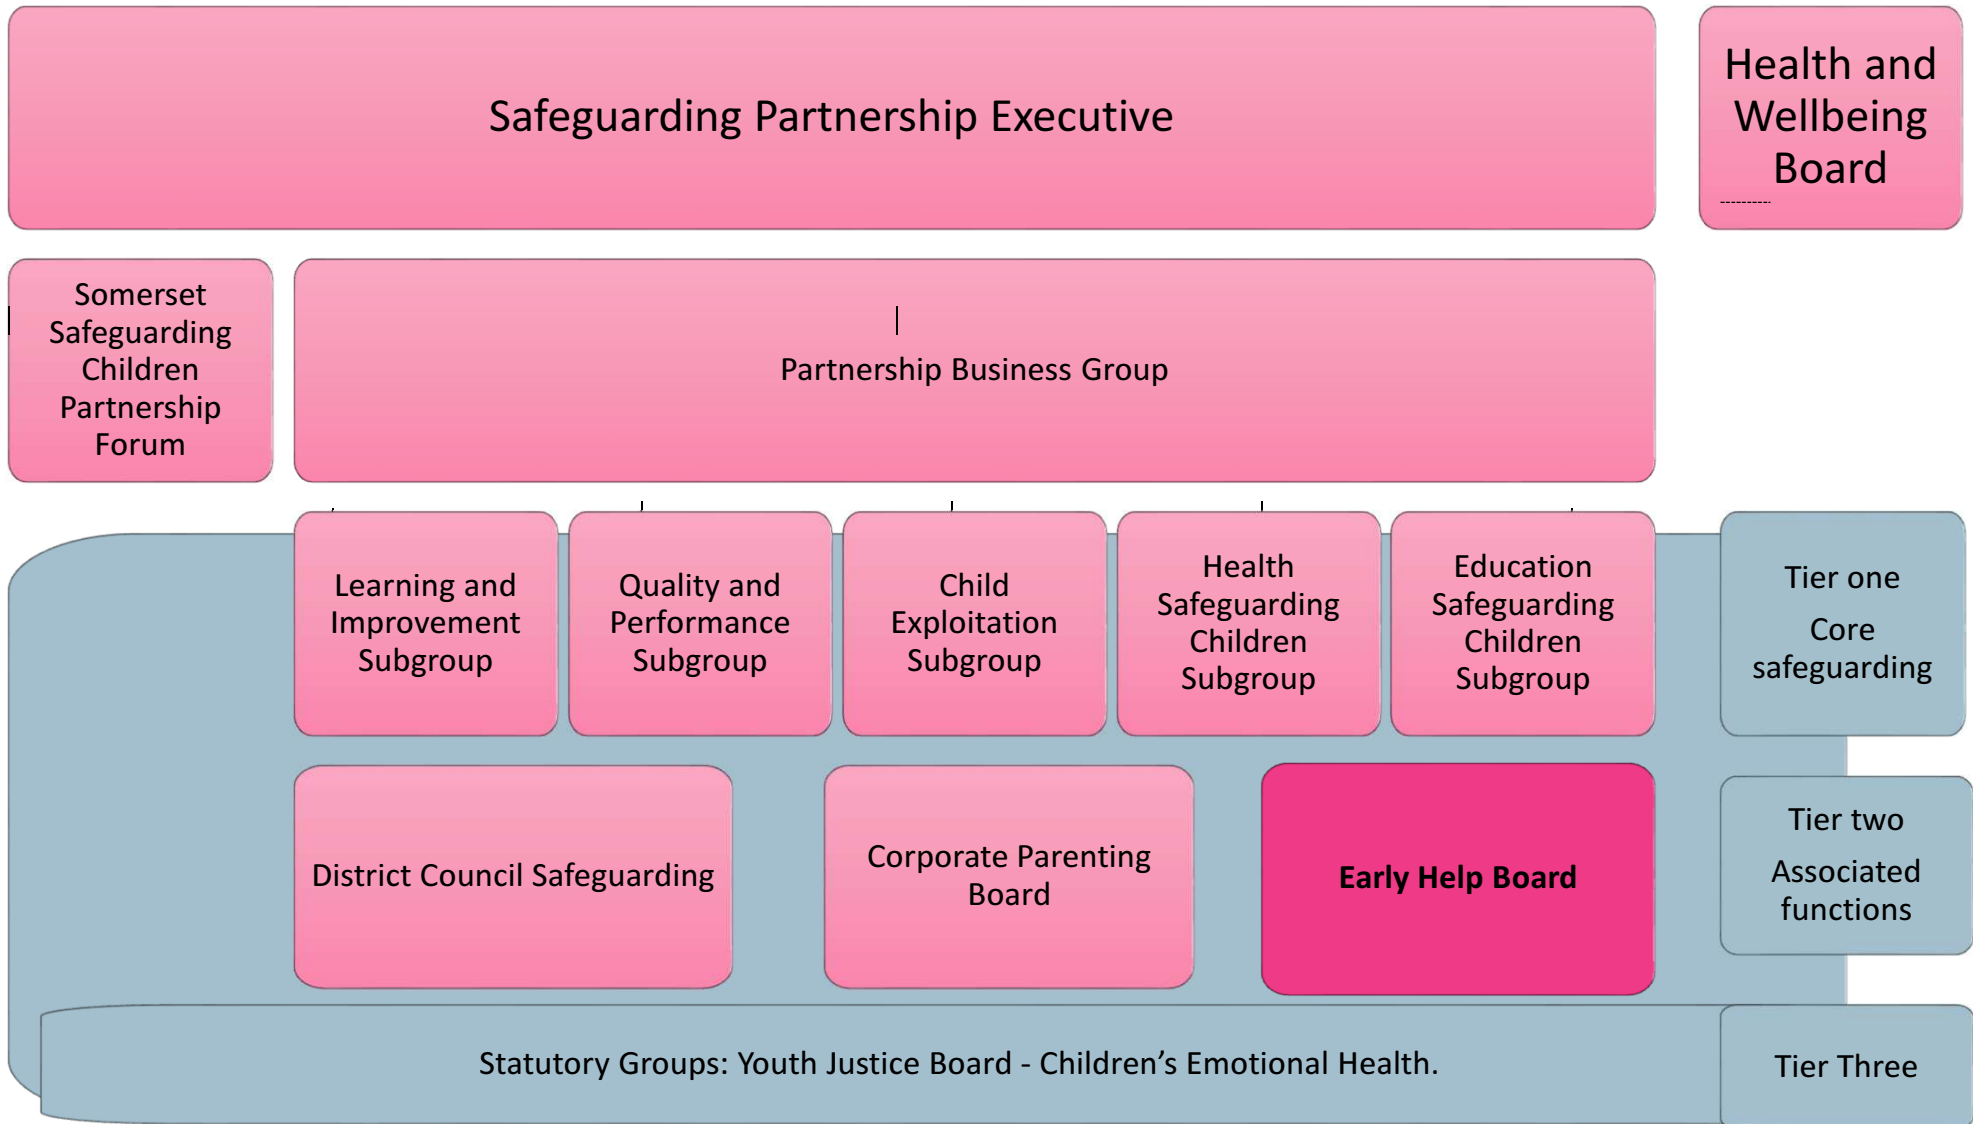 Safeguarding Partnership Executive
Health and
Wellbeing
Board
Somerset
Safeguarding
Children
Partnership
Forum
Partnership Business Group
Learning and
Improvement
Subgroup
Quality and
Performance
Subgroup
Child
Exploitation
Subgroup
Health
Safeguarding
Children
Subgroup
Education
Safeguarding
Children
Subgroup
Tier one
Core
safeguarding
District Council Safeguarding
Corporate Parenting
Board
Early Help Board
Tier two
Associated
functions
Statutory Groups: Youth Justice Board - Children’s Emotional Health.
Tier Three